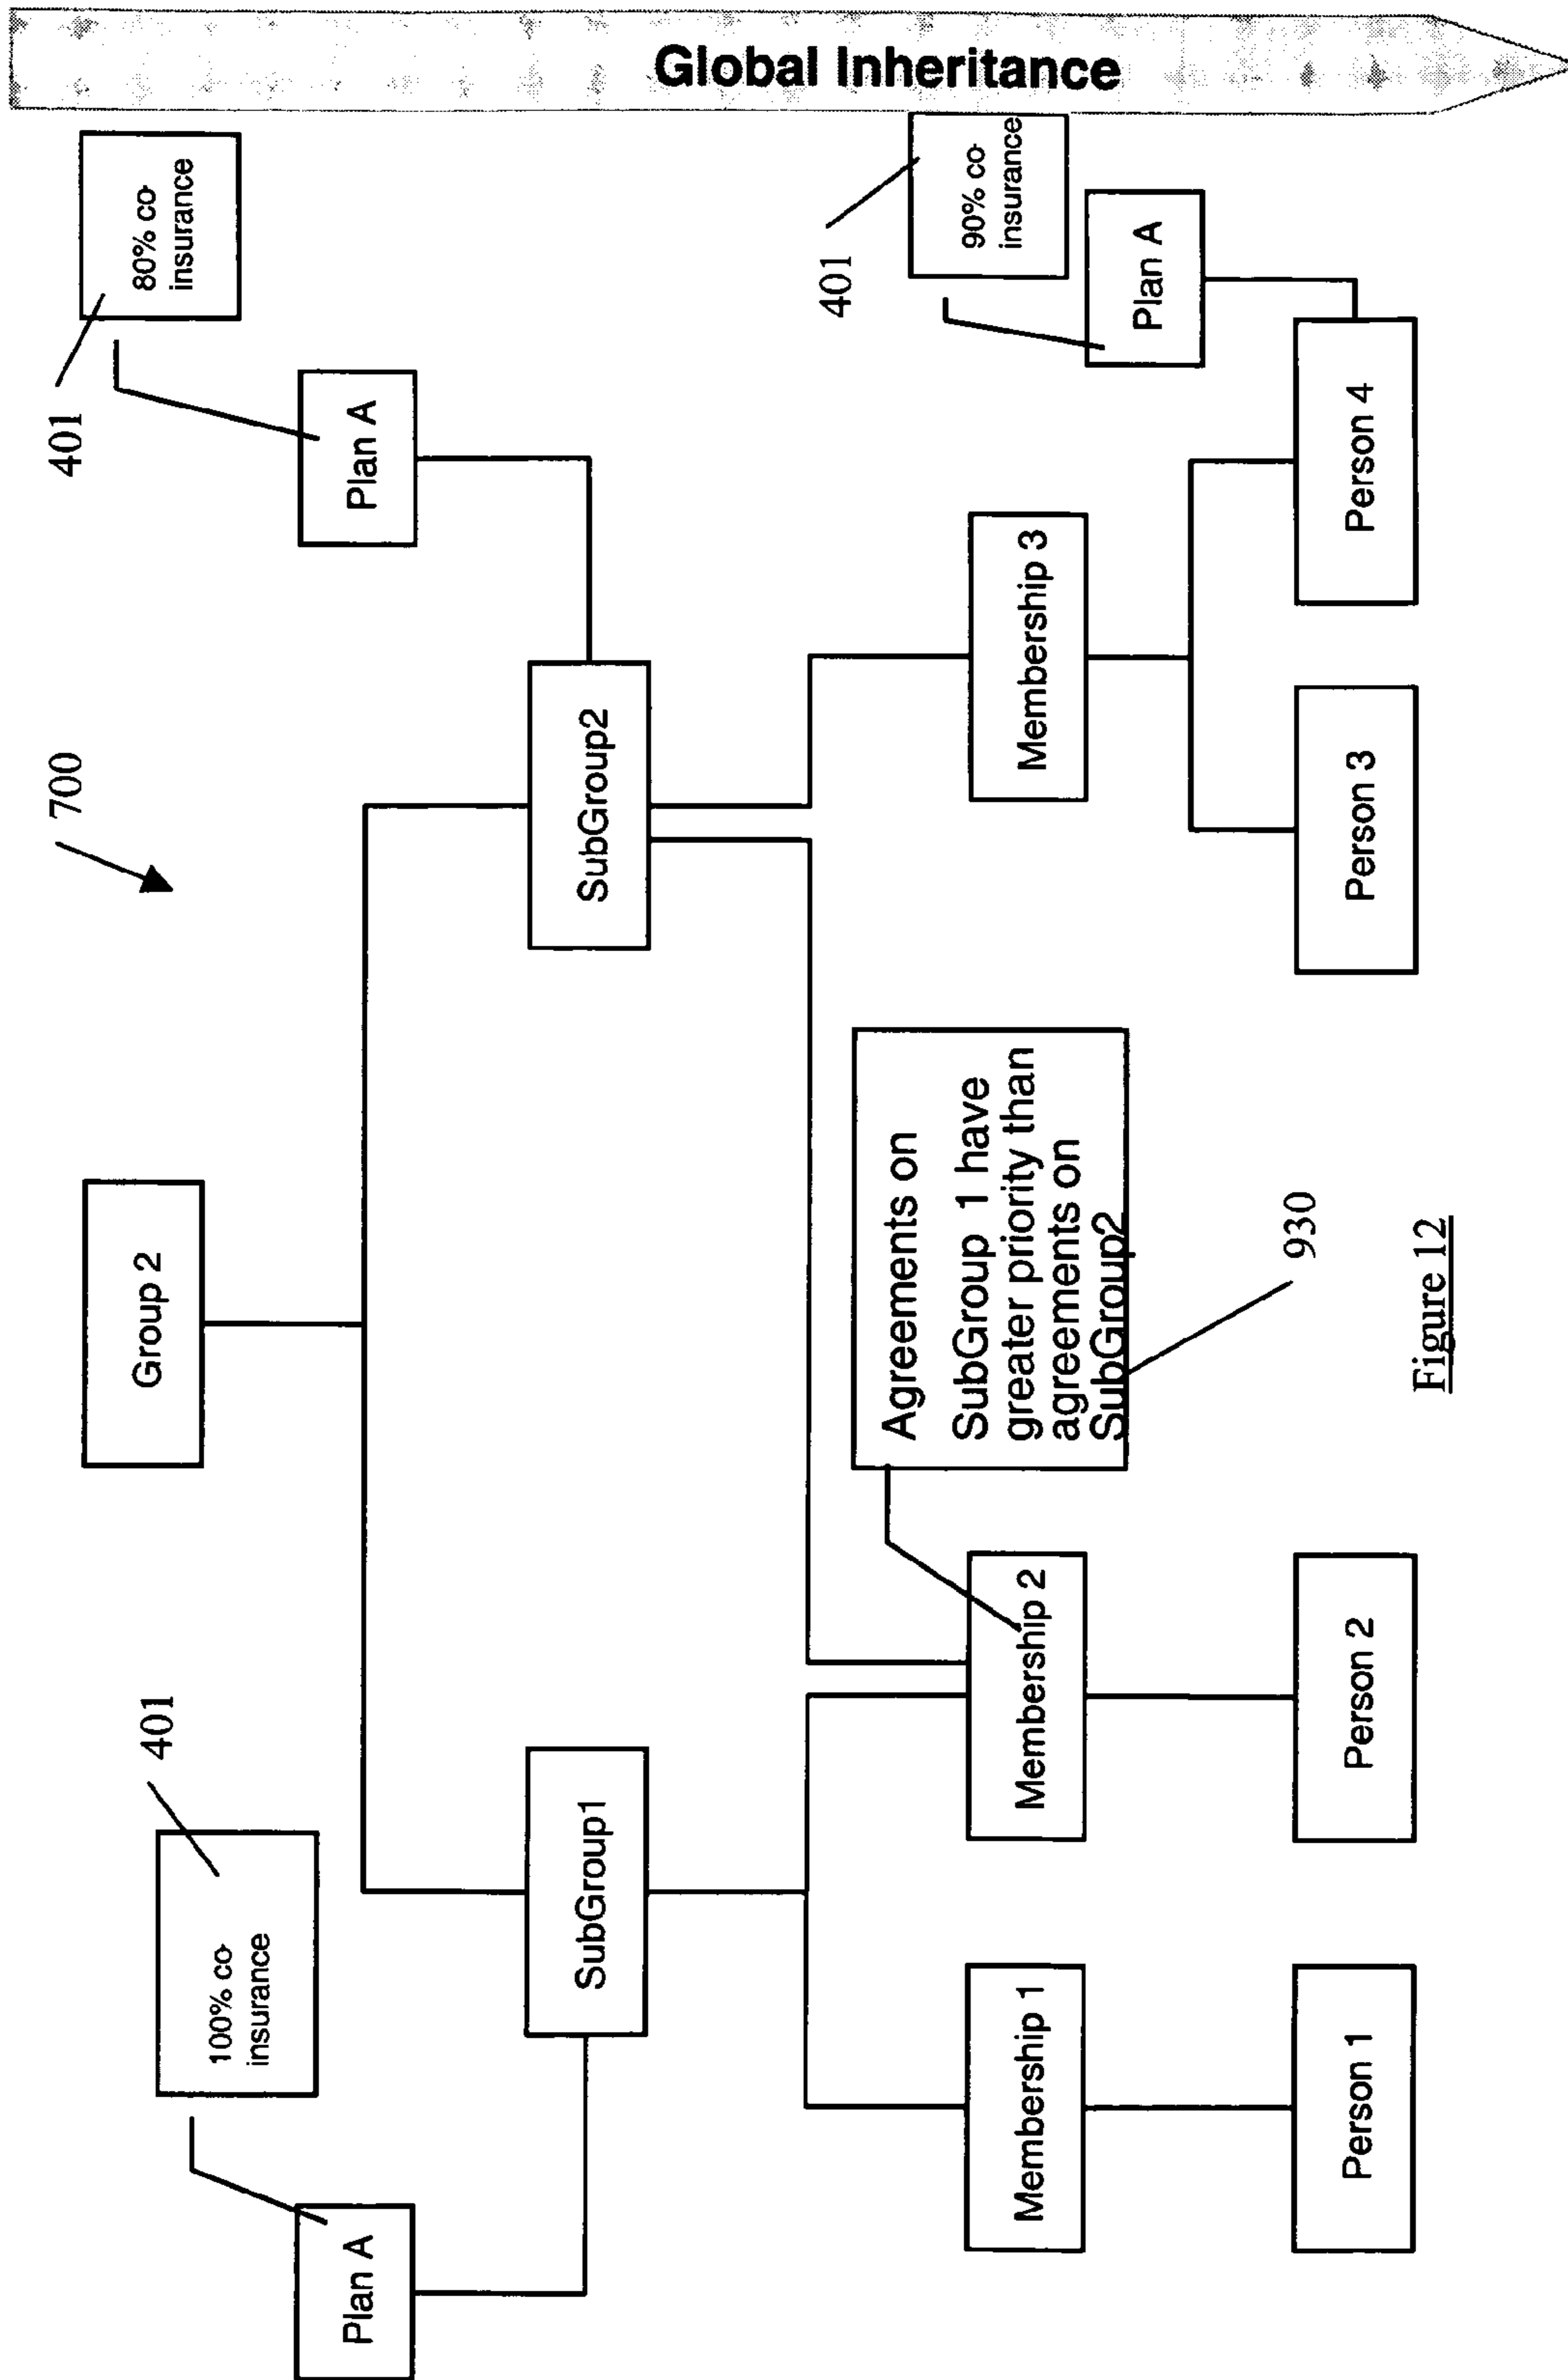 Global Inheritance
700
Group 2
401
100% co-
insurance
Plan A
401
80% co-
insurance
Plan A
SubGroup1
SubGroup2
Agreements on
SubGroup 1 have
greater priority than
agreements on
SubGroup2
930
401
90% co-
insurance
Plan A
Membership 1
Membership 2
Membership 3
Person 1
Person 2
Person 3
Person 4
Figure 12